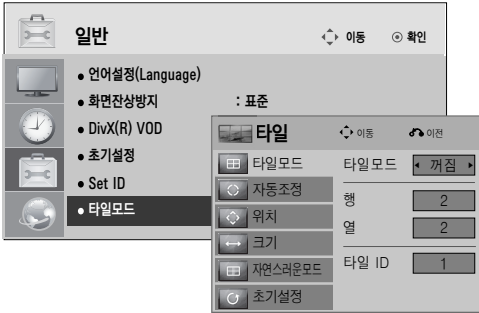 일반 이동 확인
● 언어설정(Language)
● 화면잔상방지 : 표준
● DivX(R) VOD
● 초기설정
● Set ID
● 타일모드
타일 이동 이전
타일모드 타일모드 꺼짐
자동조정 행 2
위치 열 2
크기 타일 ID 1
자연스러운모드
초기설정